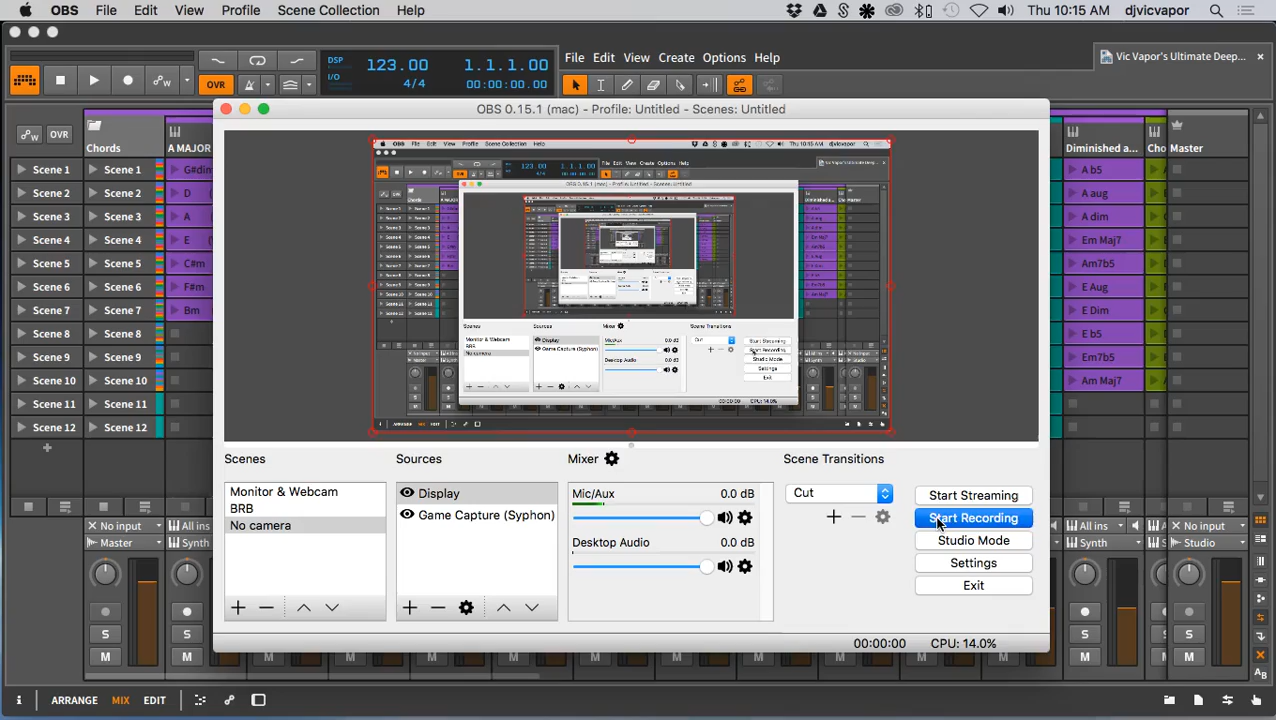 OBS File Edit View Profile Scene Collection Help Thu 10:15 AM djvicvapor
DSP
I/O
123.00
4/4
1.1.1.00
00:00:00.00
File Edit View Create Options Help
Vic Vapor's Ultimate Deep...
OVR
OBS 0.15.1 (mac) - Profile: Untitled - Scenes: Untitled
OVR
Chords
A MAJOR
Diminished a...
Cho
Master
Scene 1 Scene 1 G#dim A b5
Scene 2 Scene 2 D A aug
Scene 3 Scene 3 A A dim
Scene 4 Scene 4 E Em Maj7
Scene 5 Scene 5 C#m Am7b5
Scene 6 Scene 6 F#m E Aug
Scene 7 Scene 7 Bm E Dim
Scene 8 Scene 8 E b5
Scene 9 Scene 9 Em7b5
Scene 10 Scene 10 Am Maj7
Scene 11 Scene 11
Scene 12 Scene 12
Scenes Sources Mixer Scene Transitions
Monitor & Webcam
BRB
No camera
Display
Game Capture (Syphon)
Mic/Aux 0.0 dB
Desktop Audio 0.0 dB
Cut
Start Streaming
Start Recording
Studio Mode
Settings
Exit
00:00:00 CPU: 14.0%
No input
Master
Synth
All ins
Synth
No input
Studio
S S S S
M M M M
ARRANGE MIX EDIT